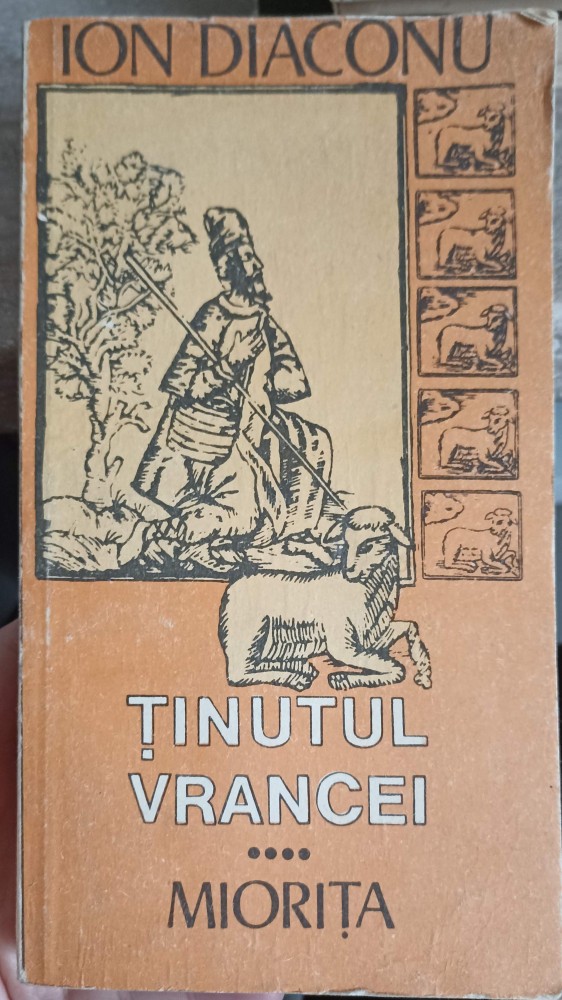 ION DIACONU
ȚINUTUL
VRANCEI
••••
MIORIȚA